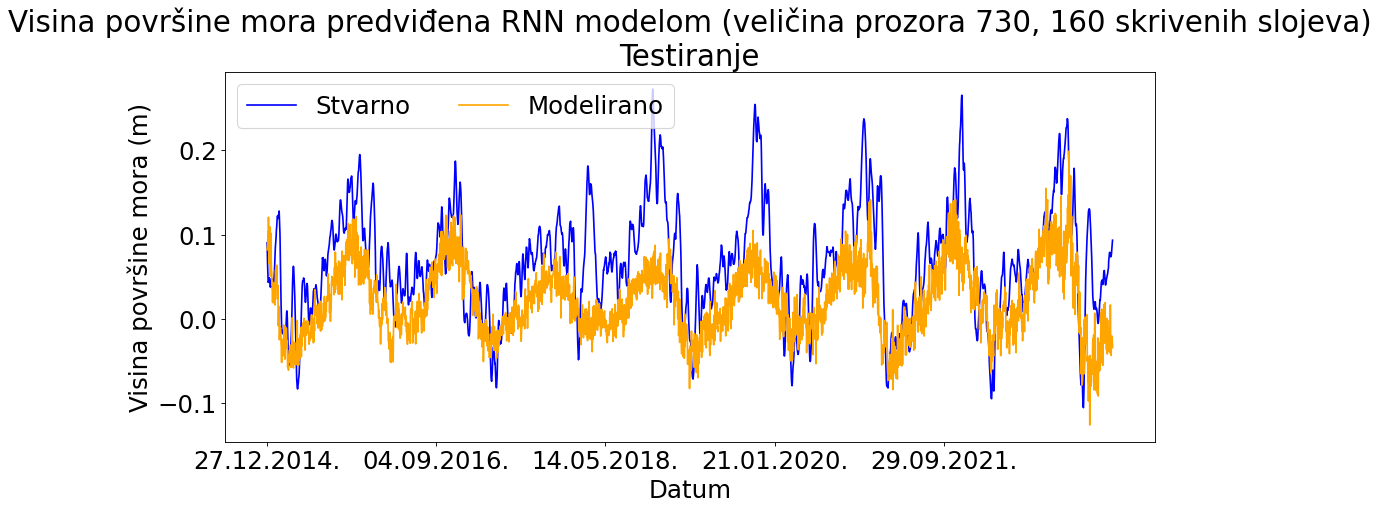 Visina površine mora predviđena RNN modelom (veličina prozora 730, 160 skrivenih slojeva)
Testiranje
Stvarno
Modelirano
Visina površine mora (m)
0.2
0.1
0.0
−0.1
27.12.2014.
04.09.2016.
14.05.2018.
21.01.2020.
29.09.2021.
Datum